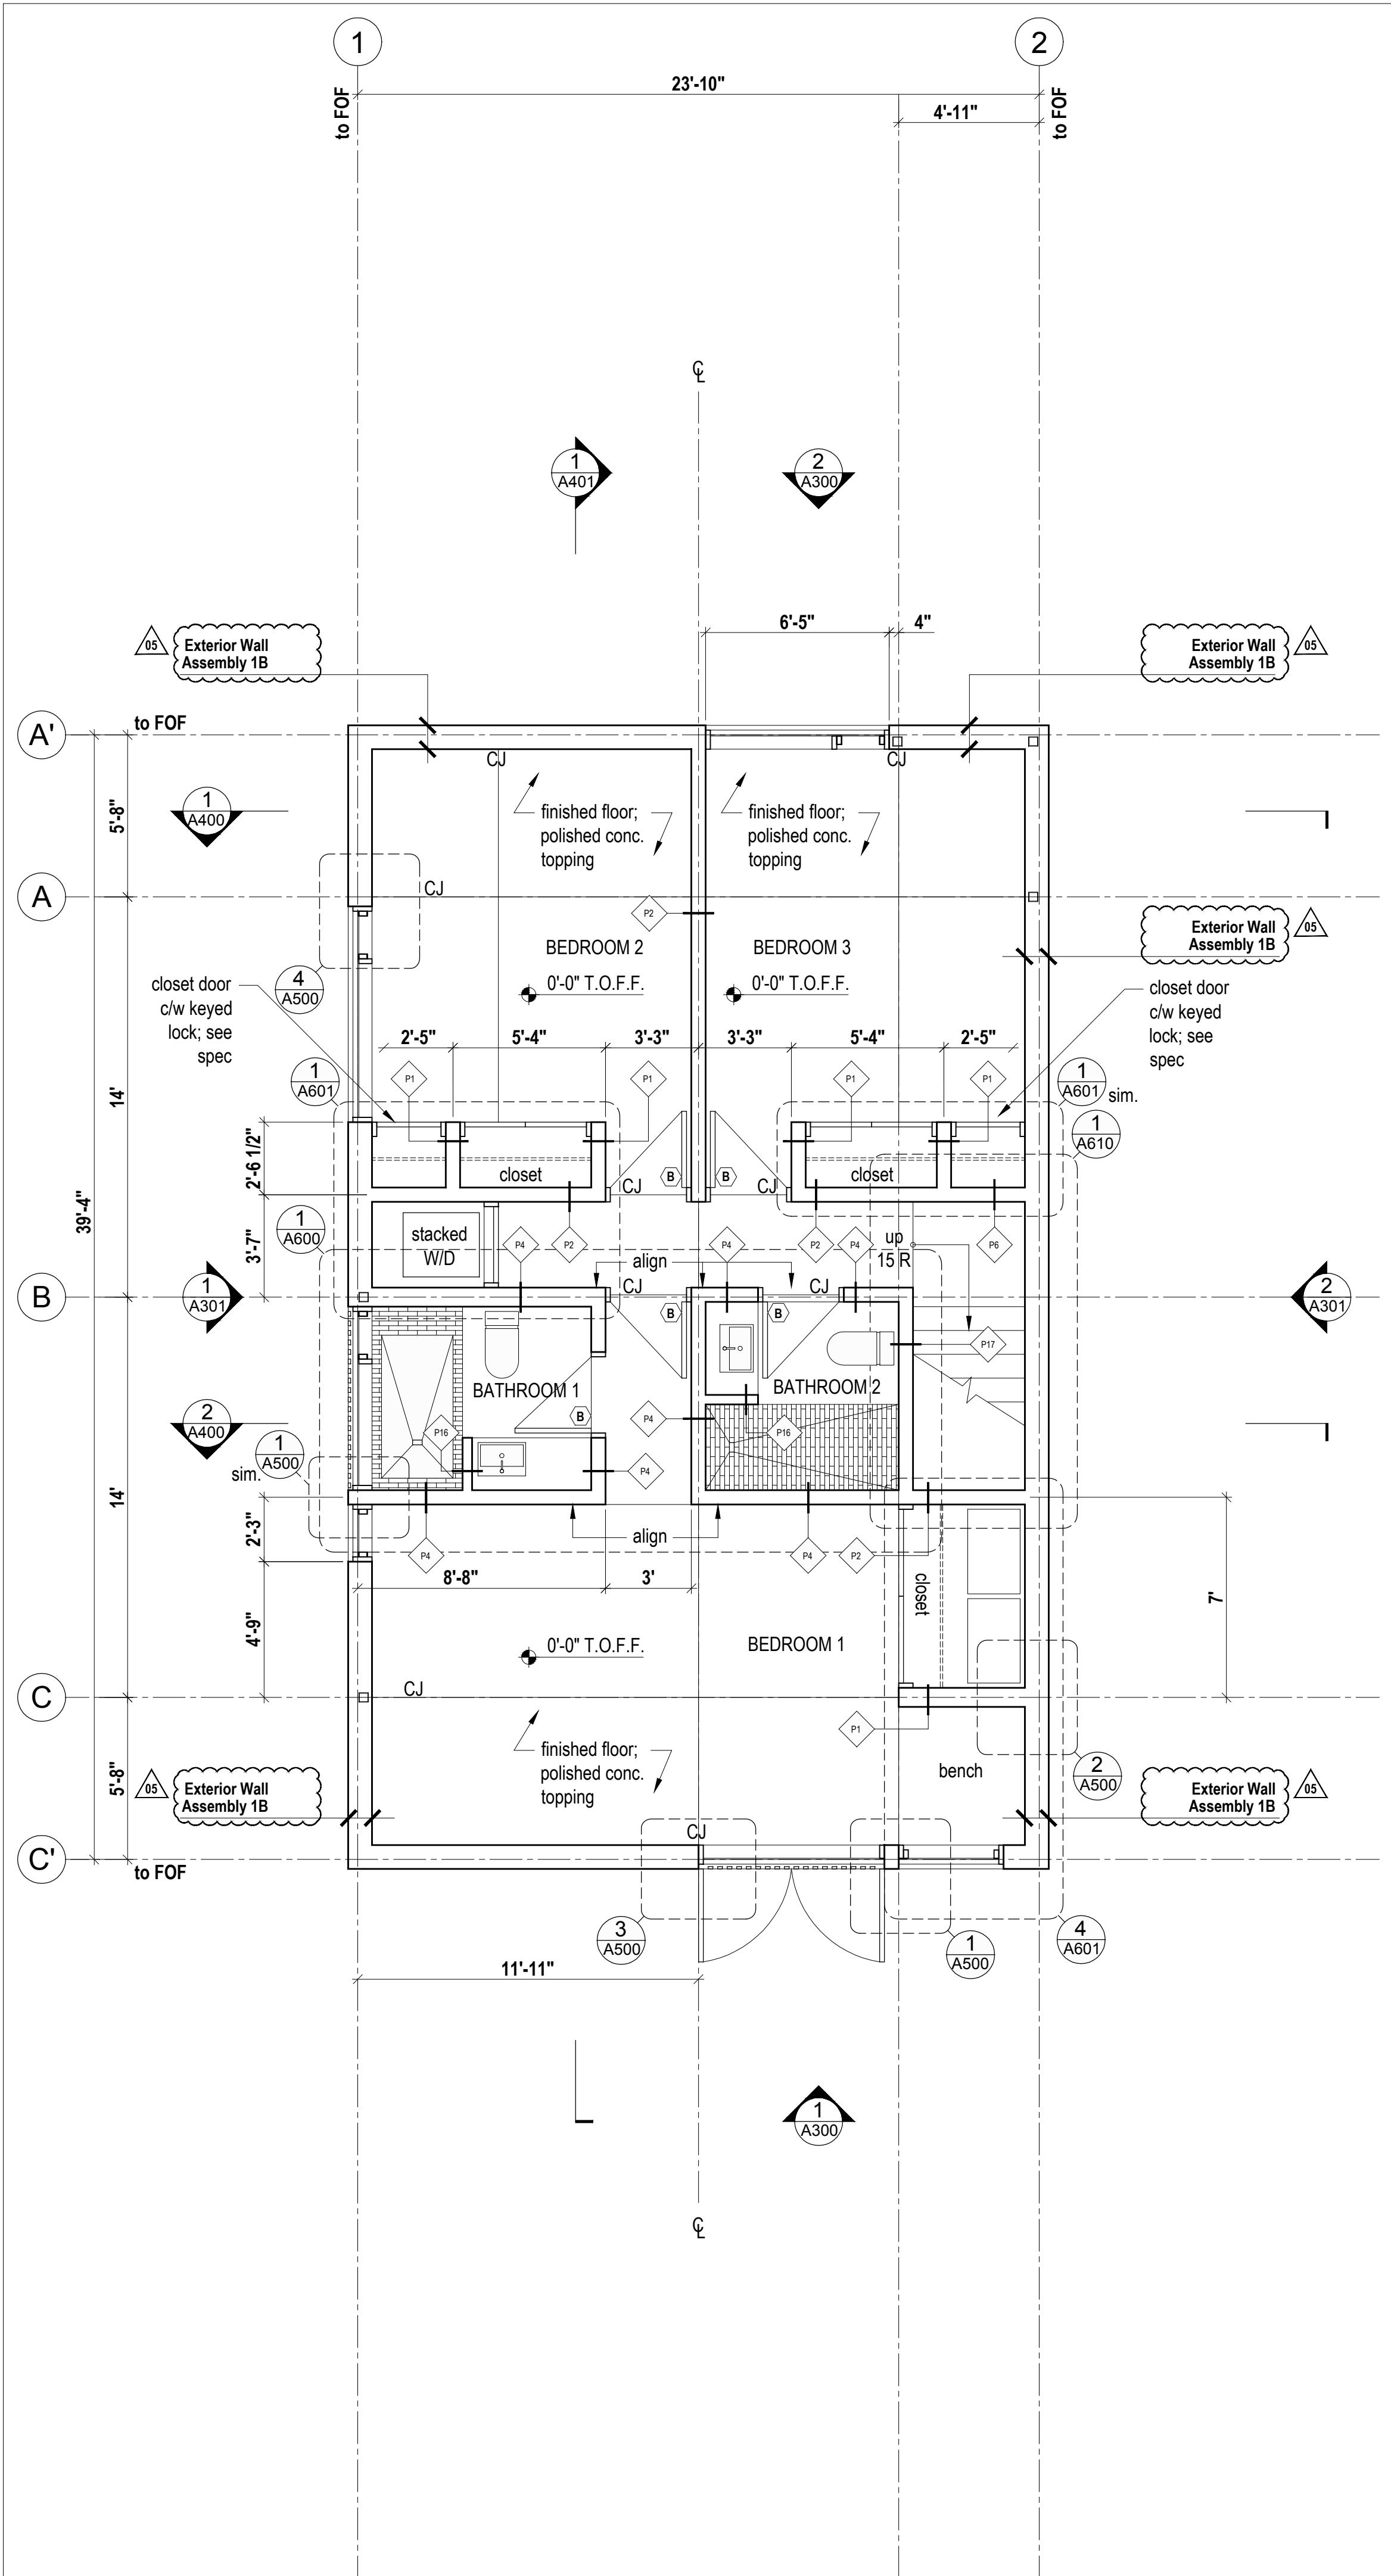 1
2
to FOF
23'-10"
to FOF
4'-11"
℄
1
A401
2
A300
6'-5"
4"
05
Exterior Wall
Assembly 1B
Exterior Wall
Assembly 1B
05
A'
to FOF
CJ
CJ
5'-8"
1
A400
finished floor;
polished conc.
topping
finished floor;
polished conc.
topping
A
CJ
P2
Exterior Wall
Assembly 1B
05
BEDROOM 2
BEDROOM 3
4
A500
0'-0" T.O.F.F.
0'-0" T.O.F.F.
closet door
c/w keyed
lock; see
spec
closet door
c/w keyed
lock; see
spec
2'-5"
5'-4"
3'-3"
3'-3"
5'-4"
2'-5"
1
A601
P1
P1
P1
P1
1
A601
sim.
14'
1
A610
2'-6 1/2"
closet
B
B
closet
CJ
CJ
39'-4"
1
A600
3'-7"
stacked
W/D
P4
P2
P4
P2
P4
up
15 R
P6
align
B
1
A301
CJ
CJ
2
A301
B
B
P17
BATHROOM 1
BATHROOM 2
2
A400
B
P4
P16
P16
1
A500
sim.
P4
14'
2'-3"
align
P4
P4
P2
8'-8"
3'
closet
7'
4'-9"
0'-0" T.O.F.F.
BEDROOM 1
C
CJ
P1
finished floor;
polished conc.
topping
bench
2
A500
5'-8"
05
Exterior Wall
Assembly 1B
Exterior Wall
Assembly 1B
05
CJ
C'
to FOF
3
A500
1
A500
4
A601
11'-11"
1
A300
℄